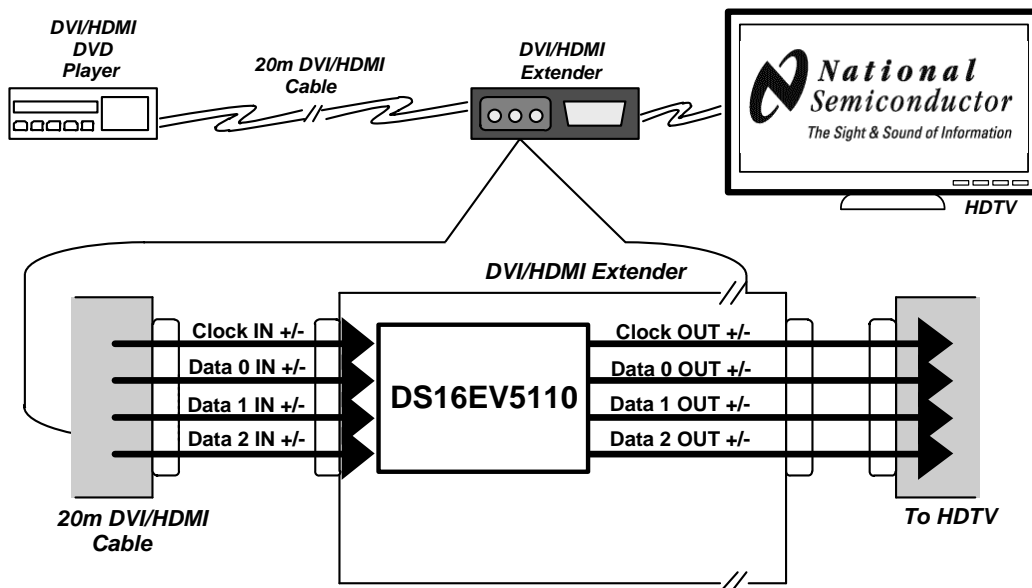 DVI/HDMI
DVD
Player
20m DVI/HDMI
Cable
DVI/HDMI
Extender
National
Semiconductor
The Sight & Sound of Information
HDTV
DVI/HDMI Extender
Clock IN +/-
Data 0 IN +/-
Data 1 IN +/-
Data 2 IN +/-
DS16EV5110
Clock OUT +/-
Data 0 OUT +/-
Data 1 OUT +/-
Data 2 OUT +/-
20m DVI/HDMI
Cable
To HDTV